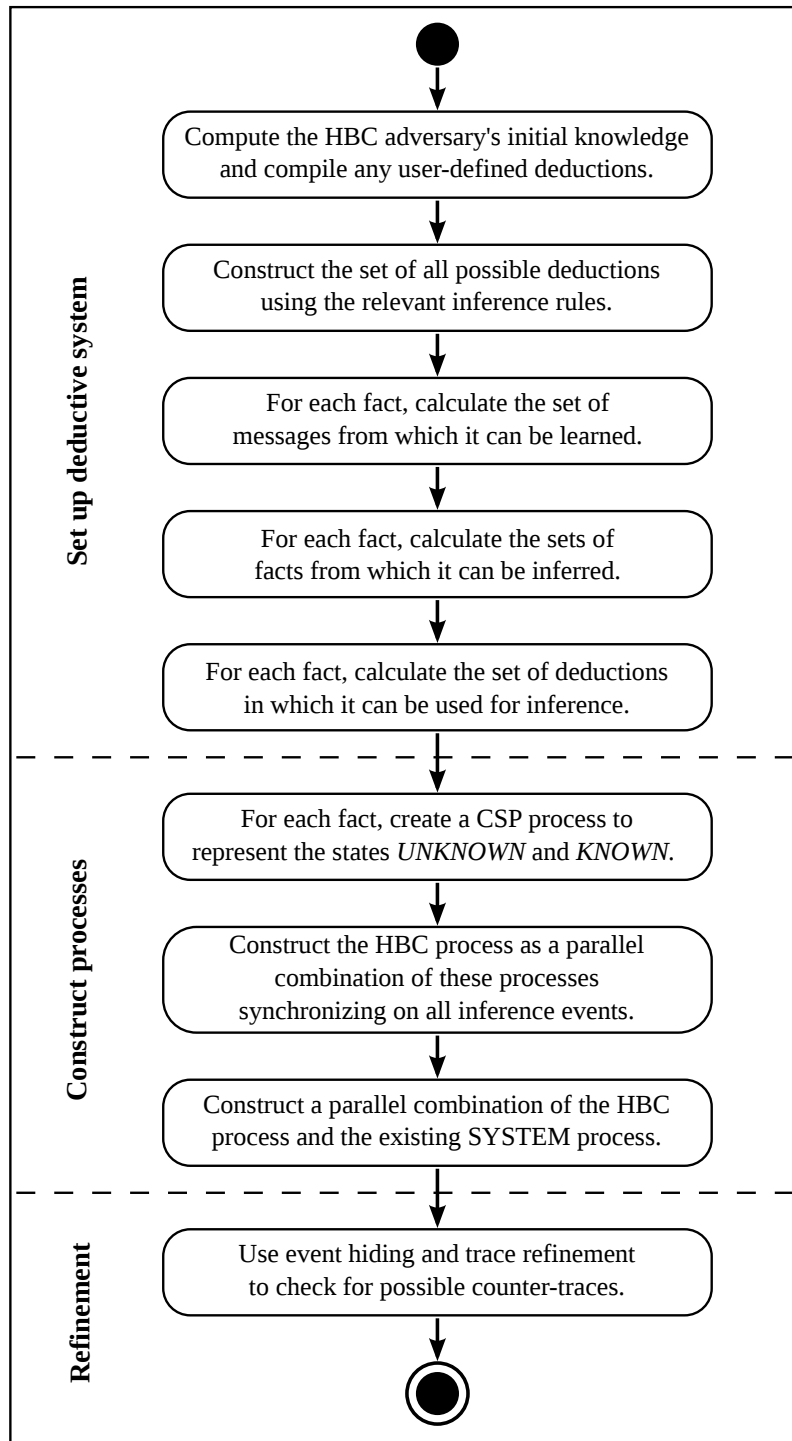 Set up deductive system
Compute the HBC adversary's initial knowledge
and compile any user-defined deductions.
Construct the set of all possible deductions
using the relevant inference rules.
For each fact, calculate the set of
messages from which it can be learned.
For each fact, calculate the sets of
facts from which it can be inferred.
For each fact, calculate the set of deductions
in which it can be used for inference.
Construct processes
For each fact, create a CSP process to
represent the states UNKNOWN and KNOWN.
Construct the HBC process as a parallel
combination of these processes
synchronizing on all inference events.
Construct a parallel combination of the HBC
process and the existing SYSTEM process.
Refinement
Use event hiding and trace refinement
to check for possible counter-traces.